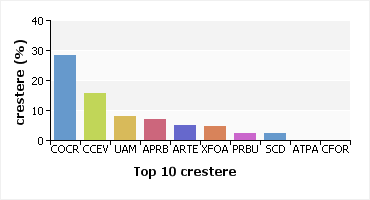 crestere (%)
40
30
20
10
0
COCR CCEV UAM APRB ARTE XFOA PRBU SCD ATPA CFOR
Top 10 crestere